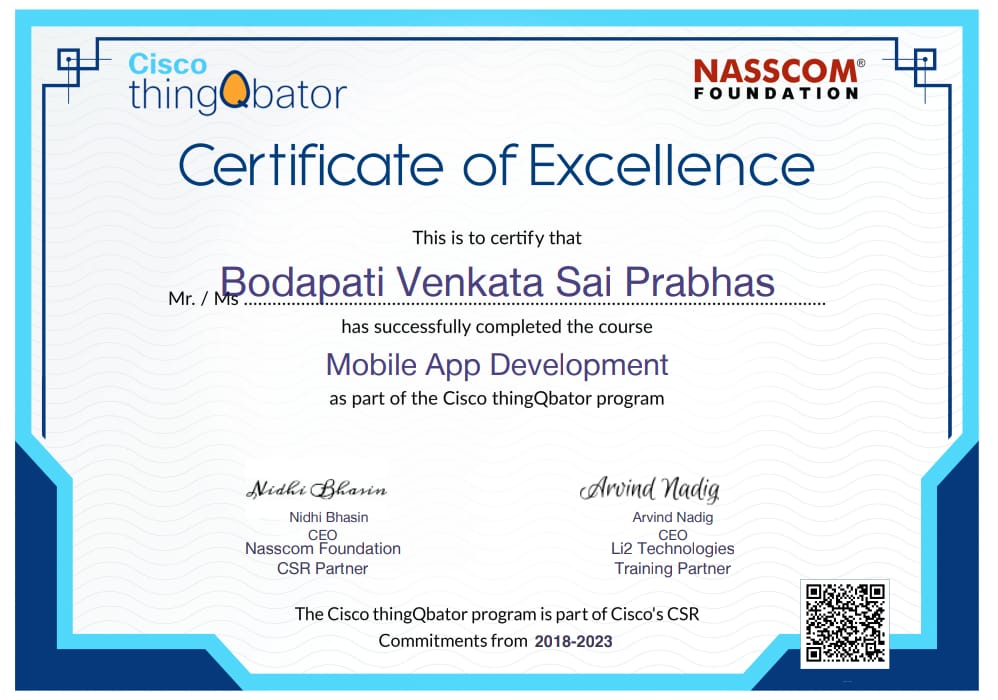 Cisco
thingQbator
NASSCOM®
FOUNDATION
Certificate of Excellence
This is to certify that
Mr. / Ms Bodapati Venkata Sai Prabhas
has successfully completed the course
Mobile App Development
as part of the Cisco thingQbator program
Nidhi Bhasin
Nidhi Bhasin
CEO
Nasscom Foundation
CSR Partner
Arvind Nadig
Arvind Nadig
CEO
Li2 Technologies
Training Partner
The Cisco thingQbator program is part of Cisco's CSR
Commitments from 2018-2023